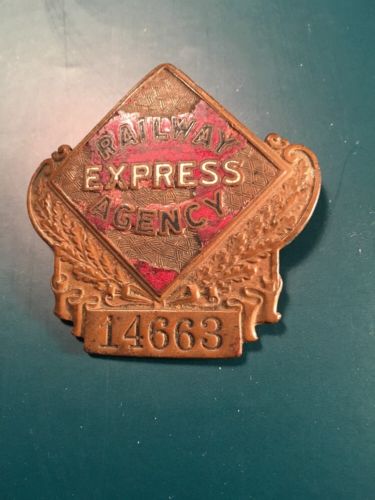 RAILWAY
EXPRESS
AGENCY
14663